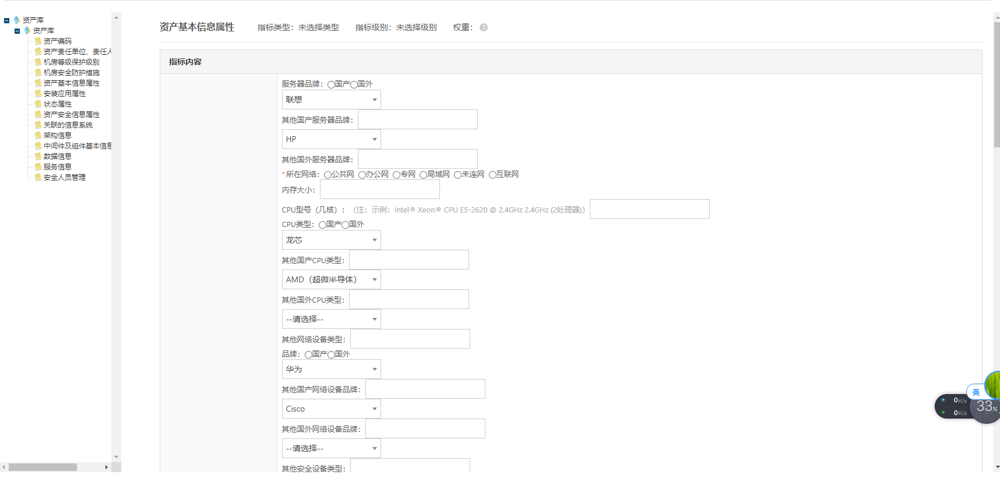 资产库
资产库
资产编码
资产责任单位、责任人
机房等级保护级别
机房安全防护措施
资产基本信息属性
安装应用属性
状态属性
资产安全信息属性
关联的信息系统
架构信息
中间件及组件基本信息
数据信息
服务信息
安全人员管理
资产基本信息属性 指标类型：未选择类型 指标级别：未选择级别 权重： ?
指标内容
服务器品牌： 国产 国外
联想
其他国产服务器品牌：
HP
其他国外服务器品牌：
*所在网络： 公共网 办公网 专网 局域网 未连网 互联网
内存大小：
CPU型号（几核）：（注：示例：Intel® Xeon® CPU E5-2620 @ 2.4GHz 2.4GHz (2处理器)）
CPU类型： 国产 国外
龙芯
其他国产CPU类型：
AMD（超微半导体）
其他国外CPU类型：
--请选择--
其他网络设备类型：
品牌： 国产 国外
华为
其他国产网络设备品牌：
Cisco
其他国外网络设备品牌：
--请选择--
其他安全设备类型：
英
0K/s
0K/s
33%